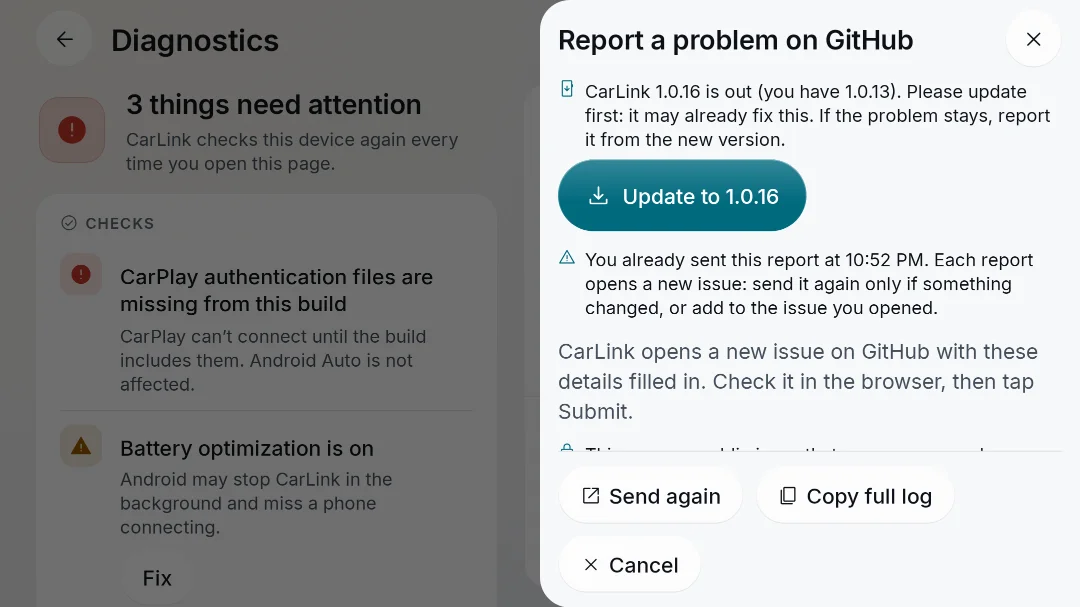 Diagnostics
3 things need attention
CarLink checks this device again every
time you open this page.
CHECKS
CarPlay authentication files are
missing from this build
CarPlay can't connect until the build
includes them. Android Auto is not
affected.
Battery optimization is on
Android may stop CarLink in the
background and miss a phone
connecting.
Fix
Report a problem on GitHub
CarLink 1.0.16 is out (you have 1.0.13). Please update
first: it may already fix this. If the problem stays, report
it from the new version.
Update to 1.0.16
You already sent this report at 10:52 PM. Each report
opens a new issue: send it again only if something
changed, or add to the issue you opened.
CarLink opens a new issue on GitHub with these
details filled in. Check it in the browser, then tap
Submit.
Send again
Copy full log
Cancel